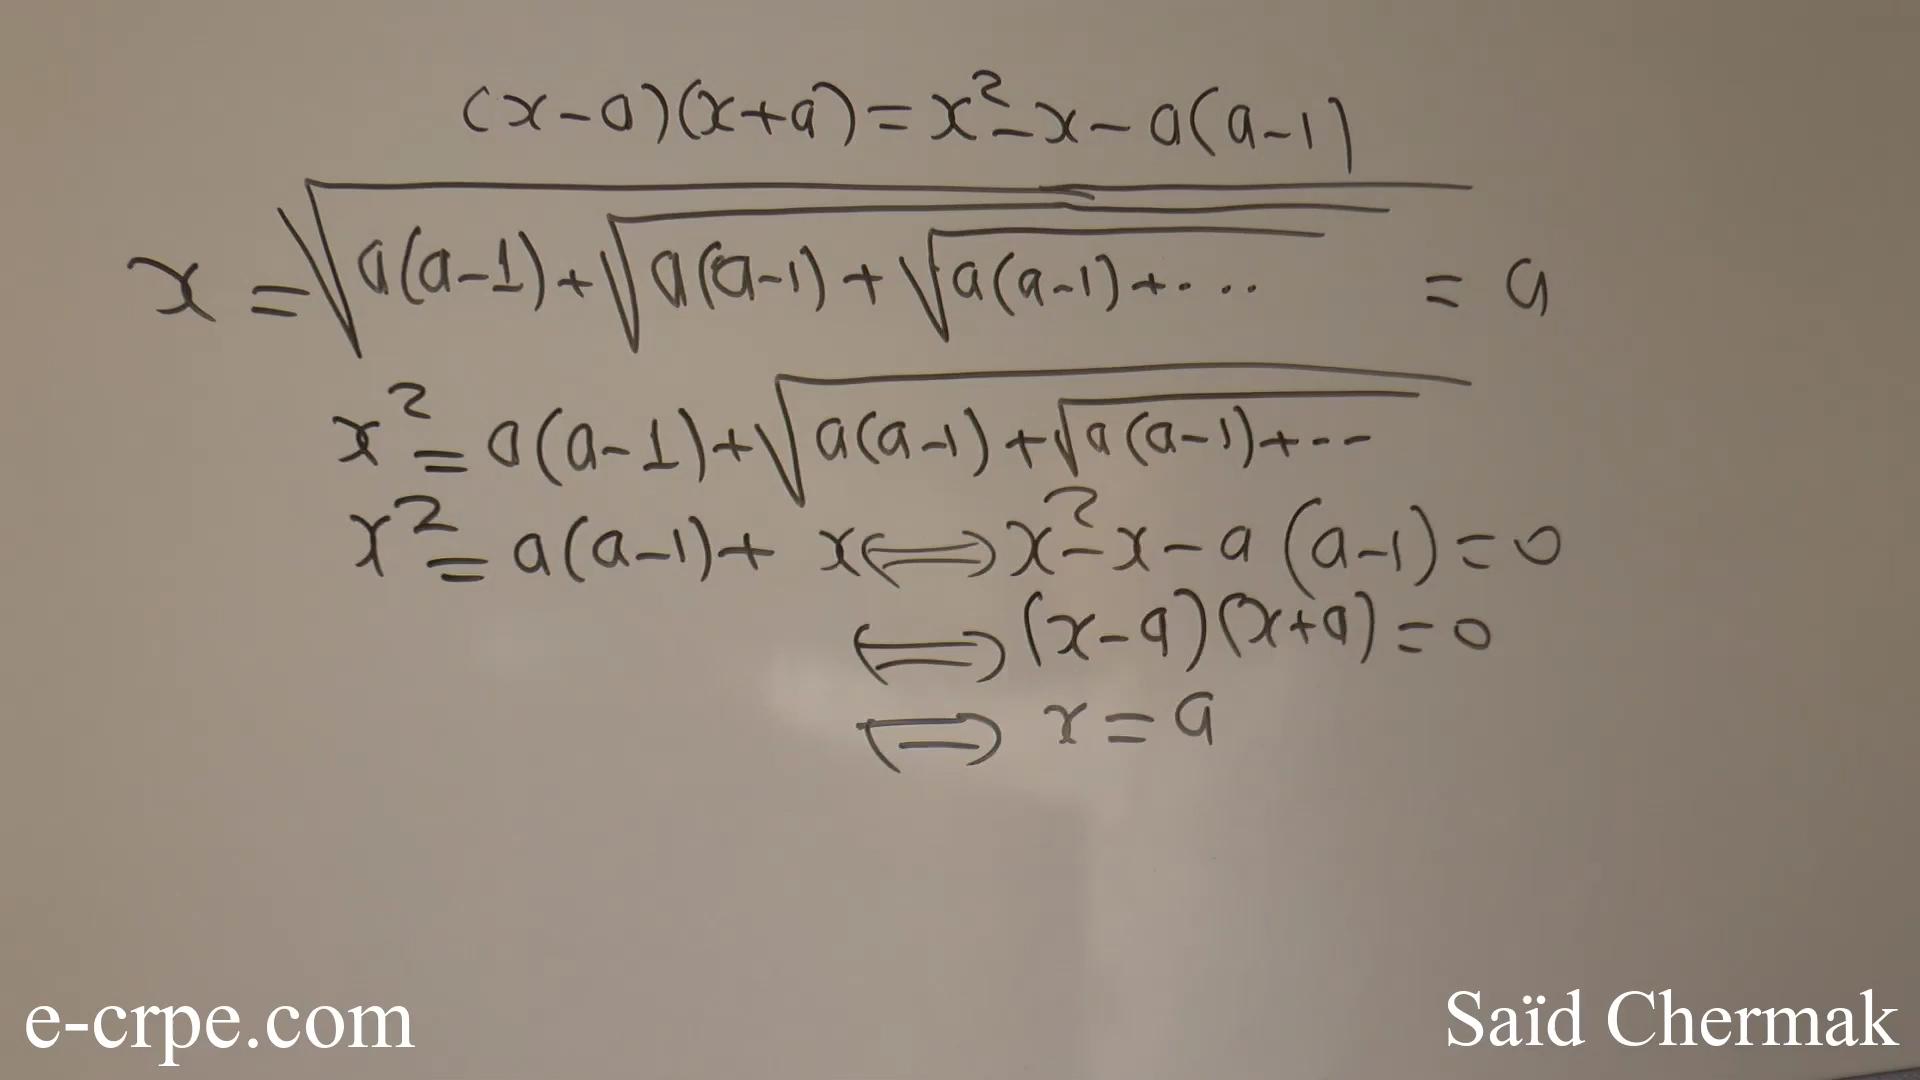 (x-a)(x+a)=x²-x-a(a-1)
x=√(a(a-1)+√(a(a-1)+√(a(a-1)+... = a
x²=a(a-1)+√(a(a-1)+√(a(a-1)+---
x²=a(a-1)+ x⟺x²-x-a(a-1)=0
⟺(x-a)(x+a)=0
⟺ x=a
e-crpe.com
Saïd Chermak